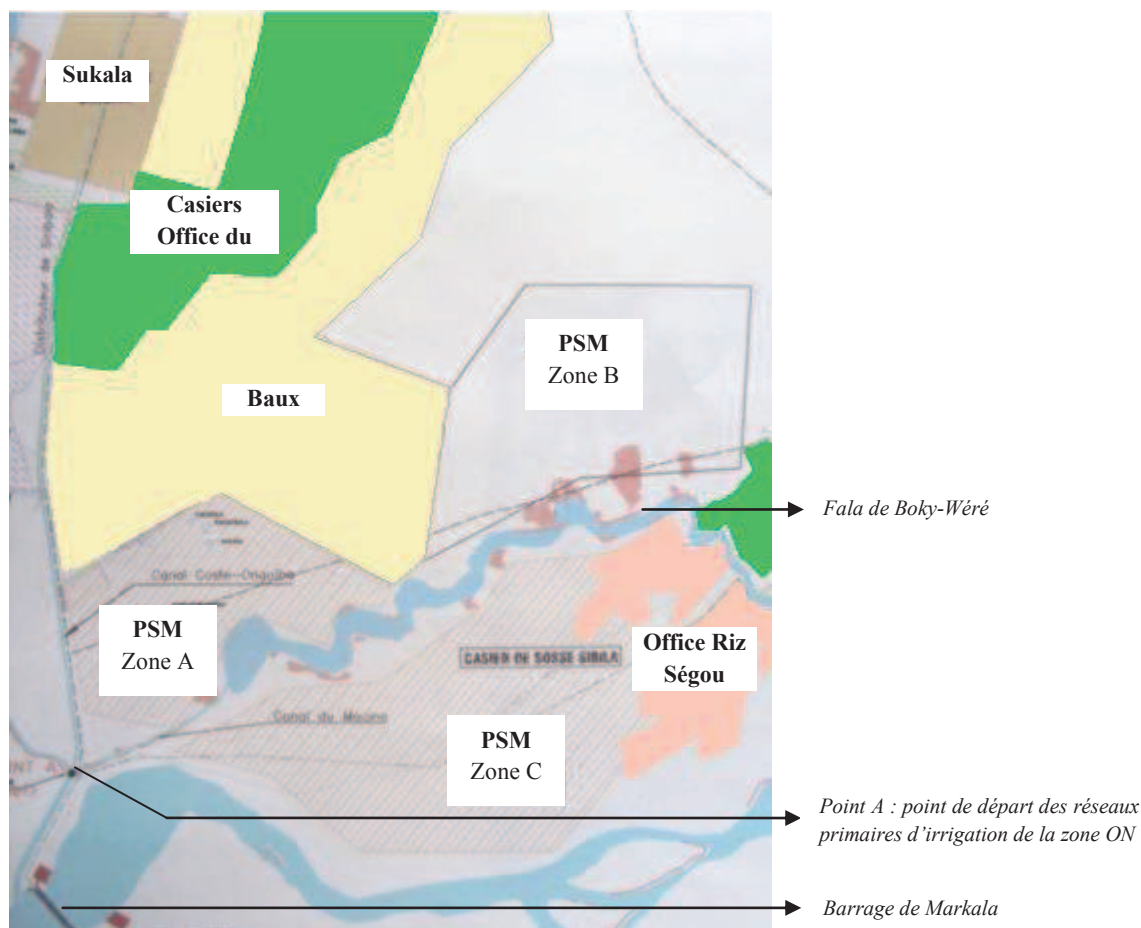 Sukala
Casiers
Office du
PSM
Zone B
Baux
Fala de Boky-Wéré
Canal Coste-Ongoïba
PSM
Zone A
Office Riz
Ségou
CASIER DE SOSSE SIBILA
Canal du Macina
PSM
Zone C
Point A : point de départ des réseaux
primaires d’irrigation de la zone ON
Barrage de Markala